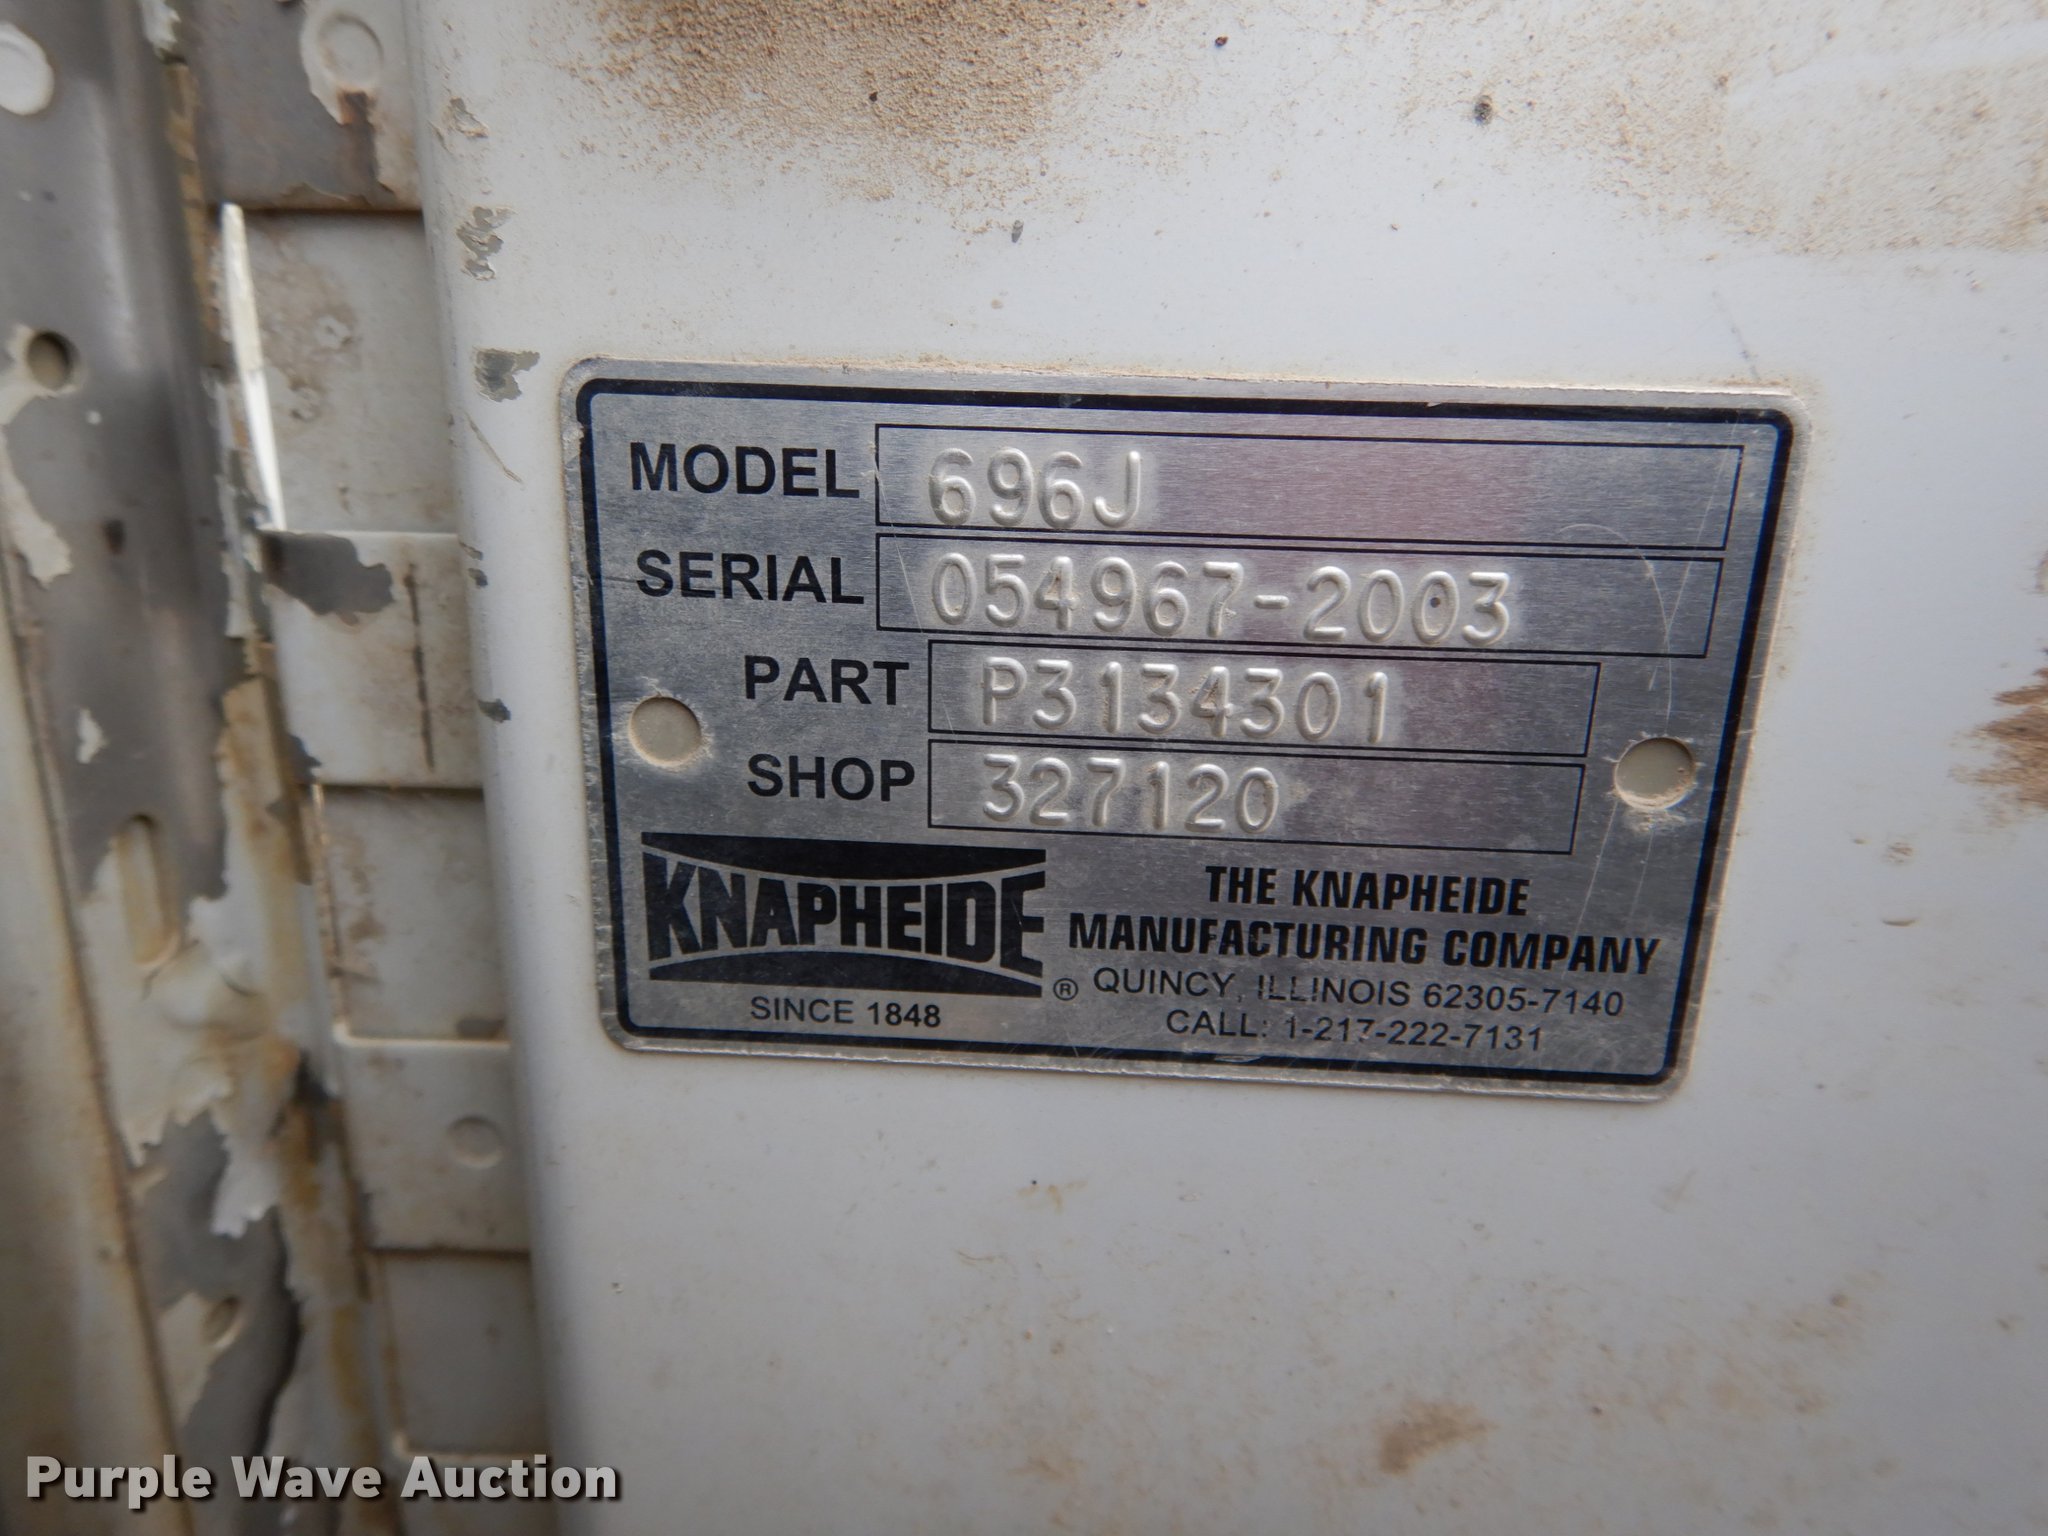 MODEL 696J
SERIAL 054967-2003
PART P3134301
SHOP 327120
KNAPHEIDE ®
SINCE 1848
THE KNAPHEIDE
MANUFACTURING COMPANY
QUINCY, ILLINOIS 62305-7140
CALL: 1-217-222-7131
Purple Wave Auction